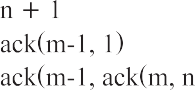 n + 1
ack(m-1, 1)
ack(m-1, ack(m, n